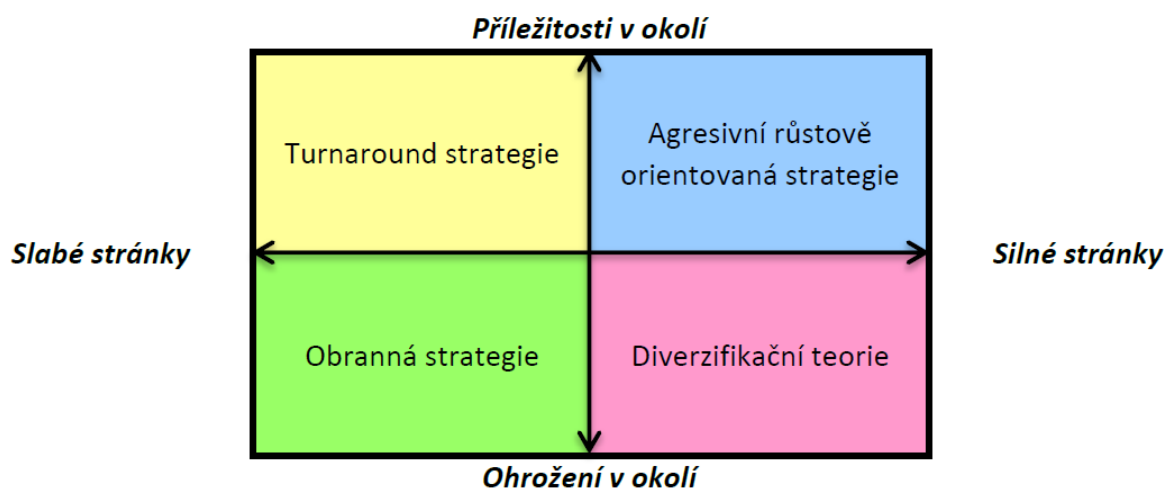 Příležitosti v okolí
Turnaround strategie
Agresivní růstově
orientovaná strategie
Slabé stránky
Silné stránky
Obranná strategie
Diverzifikační teorie
Ohrožení v okolí